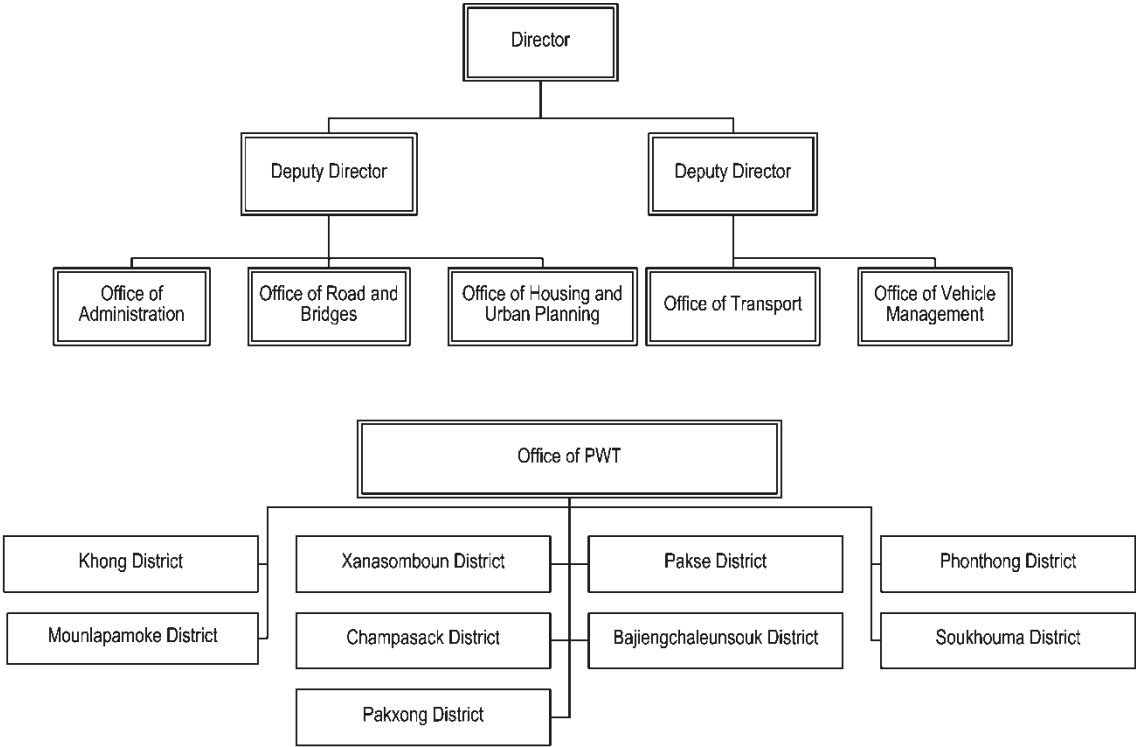 Director
Deputy Director
Deputy Director
Office of
Administration
Office of Road and
Bridges
Office of Housing and
Urban Planning
Office of Transport
Office of Vehicle
Management
Office of PWT
Khong District
Xanasomboun District
Pakse District
Phonthong District
Mounlapamoke District
Champasack District
Bajiengchaleunsouk District
Soukhouma District
Pakxong District